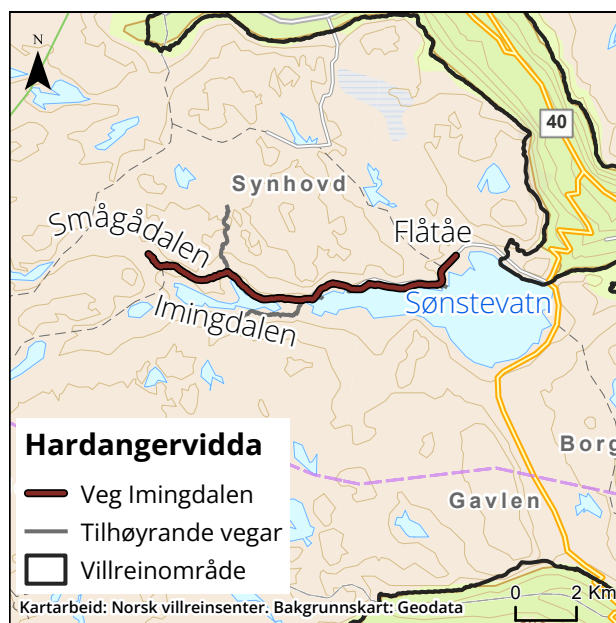 N
40
Synhovd
Smågådalen
Flåtåe
Imingdalen
Sønstevatn
Hardangervidda
Veg Imingdalen
Tilhøyrande vegar
Villreinområde
Borg
Gavlen
0 2 Km
Kartarbeid: Norsk villreinsenter. Bakgrunnskart: Geodata